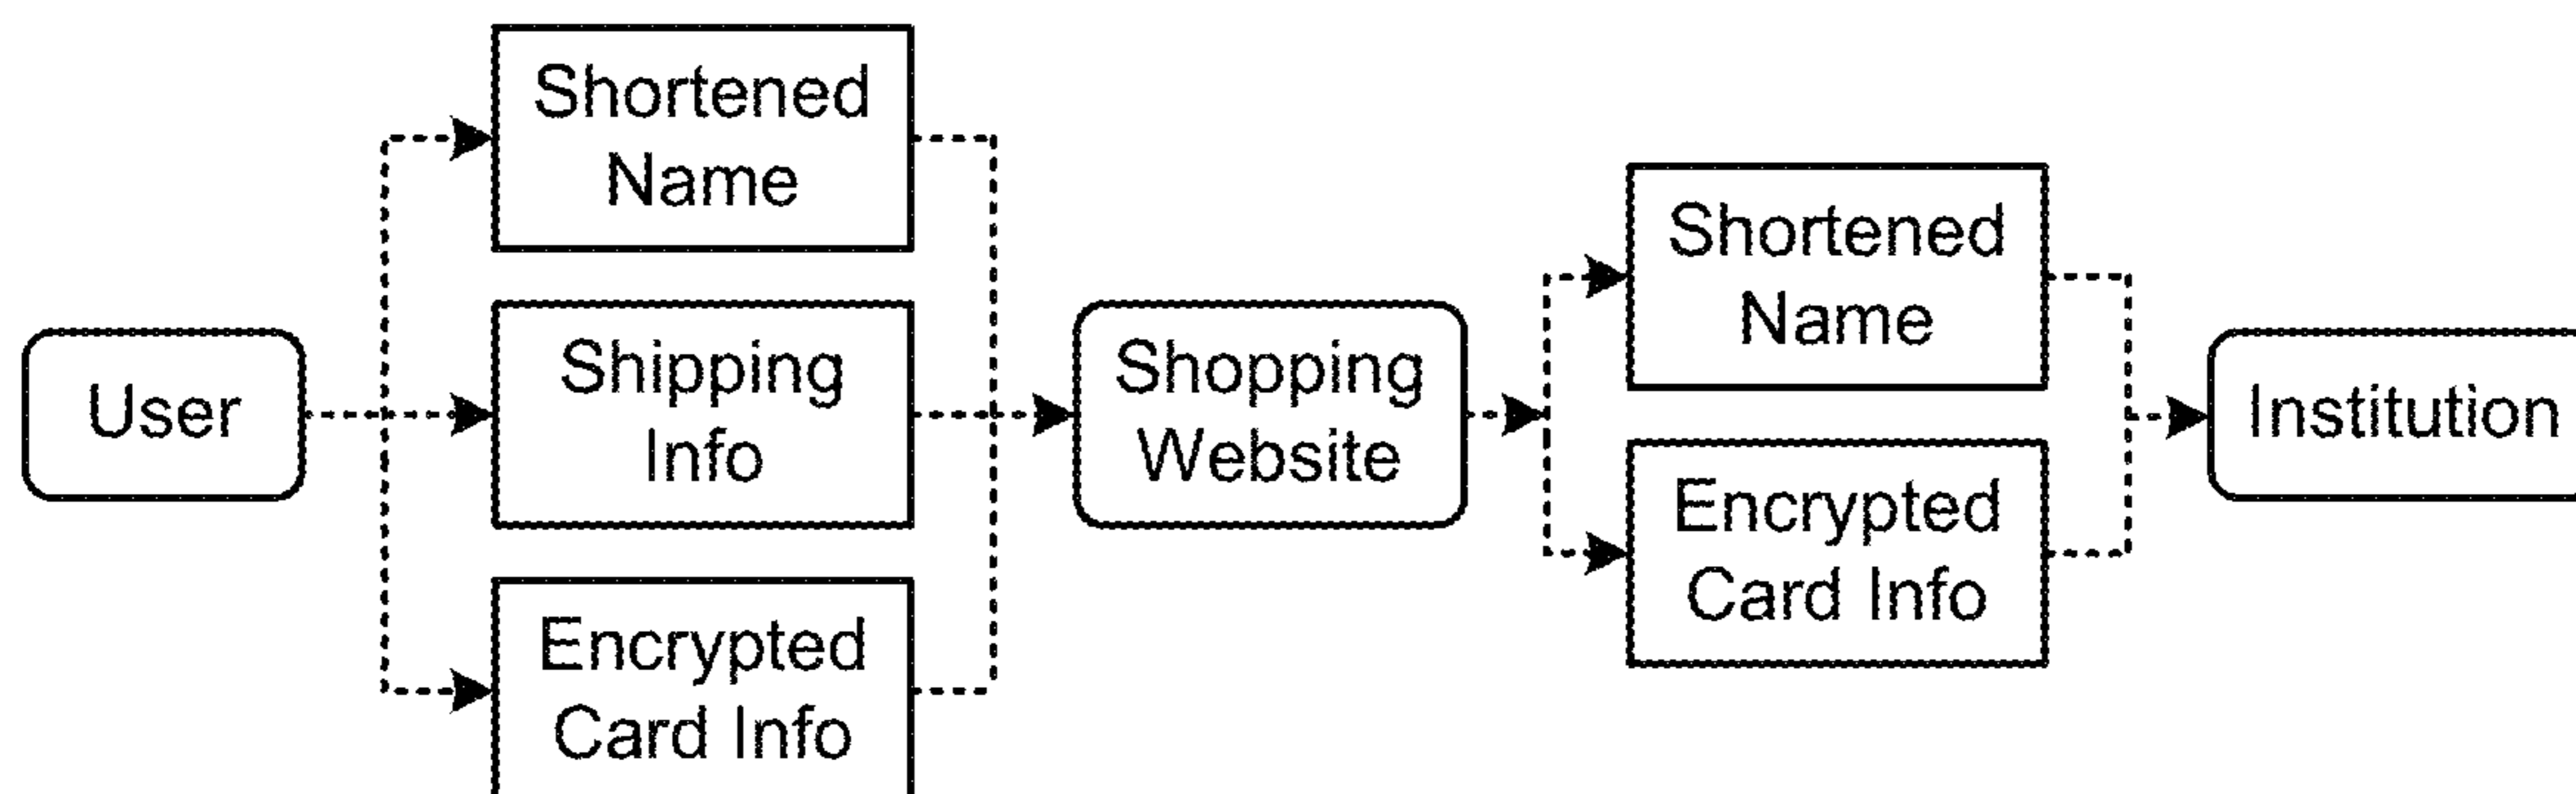 User
Shortened
Name
Shipping
Info
Encrypted
Card Info
Shopping
Website
Shortened
Name
Encrypted
Card Info
Institution